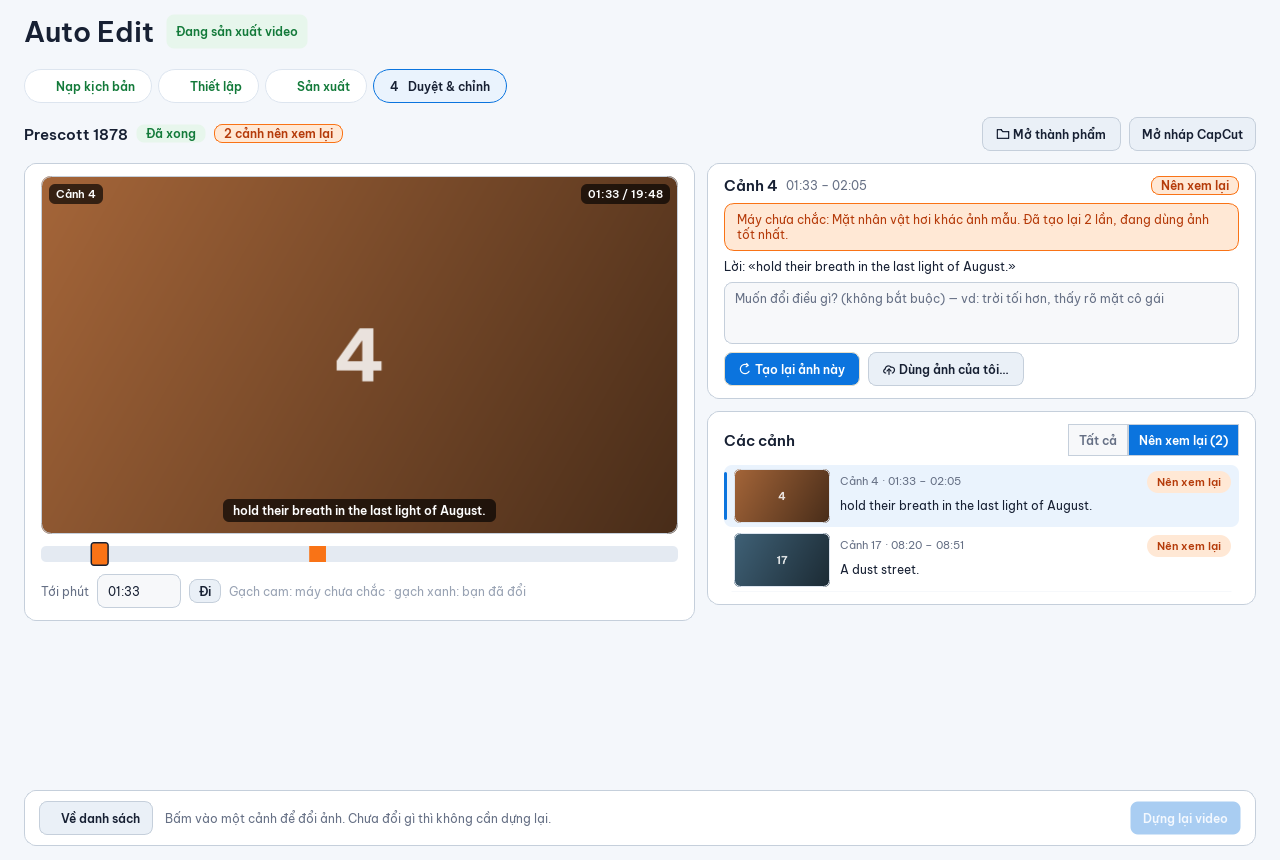 Auto Edit
Đang sản xuất video
Nạp kịch bản
Thiết lập
Sản xuất
4 Duyệt & chỉnh
Prescott 1878
Đã xong
2 cảnh nên xem lại
Mở thành phẩm
Mở nháp CapCut
Cảnh 4
01:33 / 19:48
4
hold their breath in the last light of August.
Tới phút
01:33
Đi
Gạch cam: máy chưa chắc · gạch xanh: bạn đã đổi
Cảnh 4 01:33 – 02:05
Nên xem lại
Máy chưa chắc: Mặt nhân vật hơi khác ảnh mẫu. Đã tạo lại 2 lần, đang dùng ảnh
tốt nhất.
Lời: «hold their breath in the last light of August.»
Muốn đổi điều gì? (không bắt buộc) — vd: trời tối hơn, thấy rõ mặt cô gái
Tạo lại ảnh này
Dùng ảnh của tôi...
Các cảnh
Tất cả
Nên xem lại (2)
4
Cảnh 4 · 01:33 – 02:05
Nên xem lại
hold their breath in the last light of August.
17
Cảnh 17 · 08:20 – 08:51
Nên xem lại
A dust street.
Về danh sách
Bấm vào một cảnh để đổi ảnh. Chưa đổi gì thì không cần dựng lại.
Dựng lại video